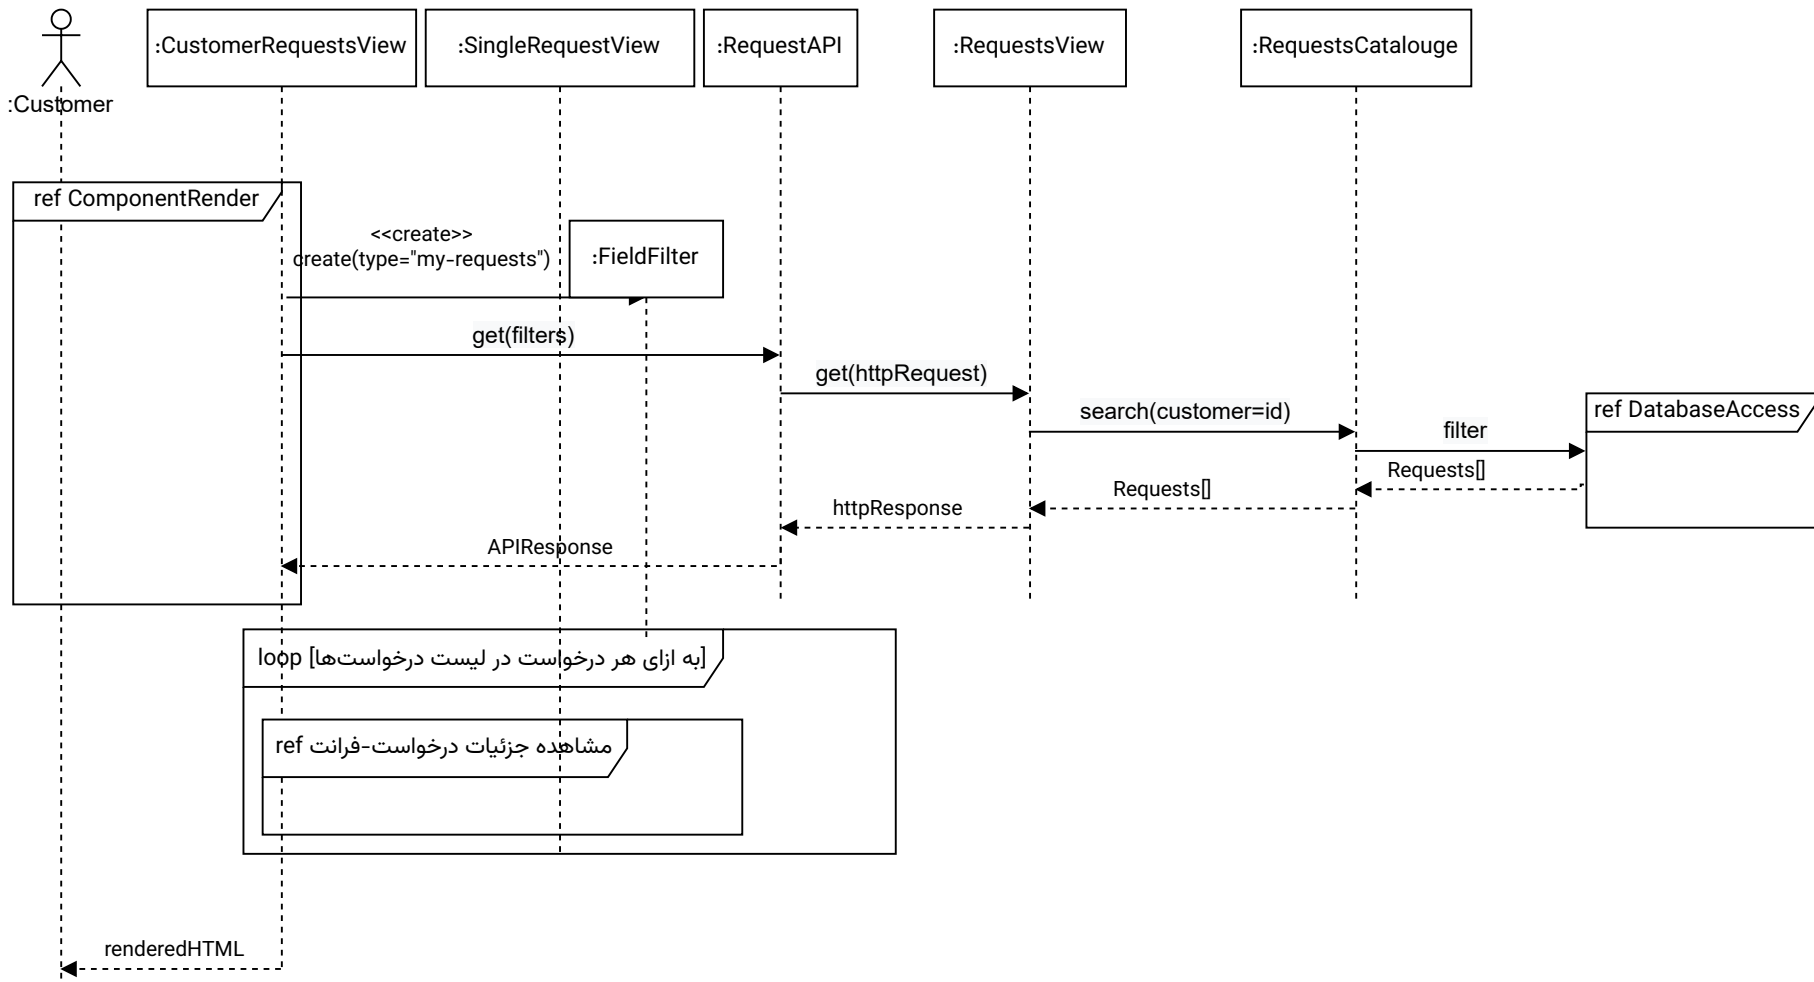 :Customer
:CustomerRequestsView
:SingleRequestView
:RequestAPI
:RequestsView
:RequestsCatalouge
ref ComponentRender
<<create>>
create(type="my-requests")
:FieldFilter
get(filters)
get(httpRequest)
search(customer=id)
filter
ref DatabaseAccess
Requests[]
Requests[]
httpResponse
APIResponse
loop [به ازای هر درخواست در لیست درخواست‌ها]
ref مشاهده جزئیات درخواست-فرانت
renderedHTML